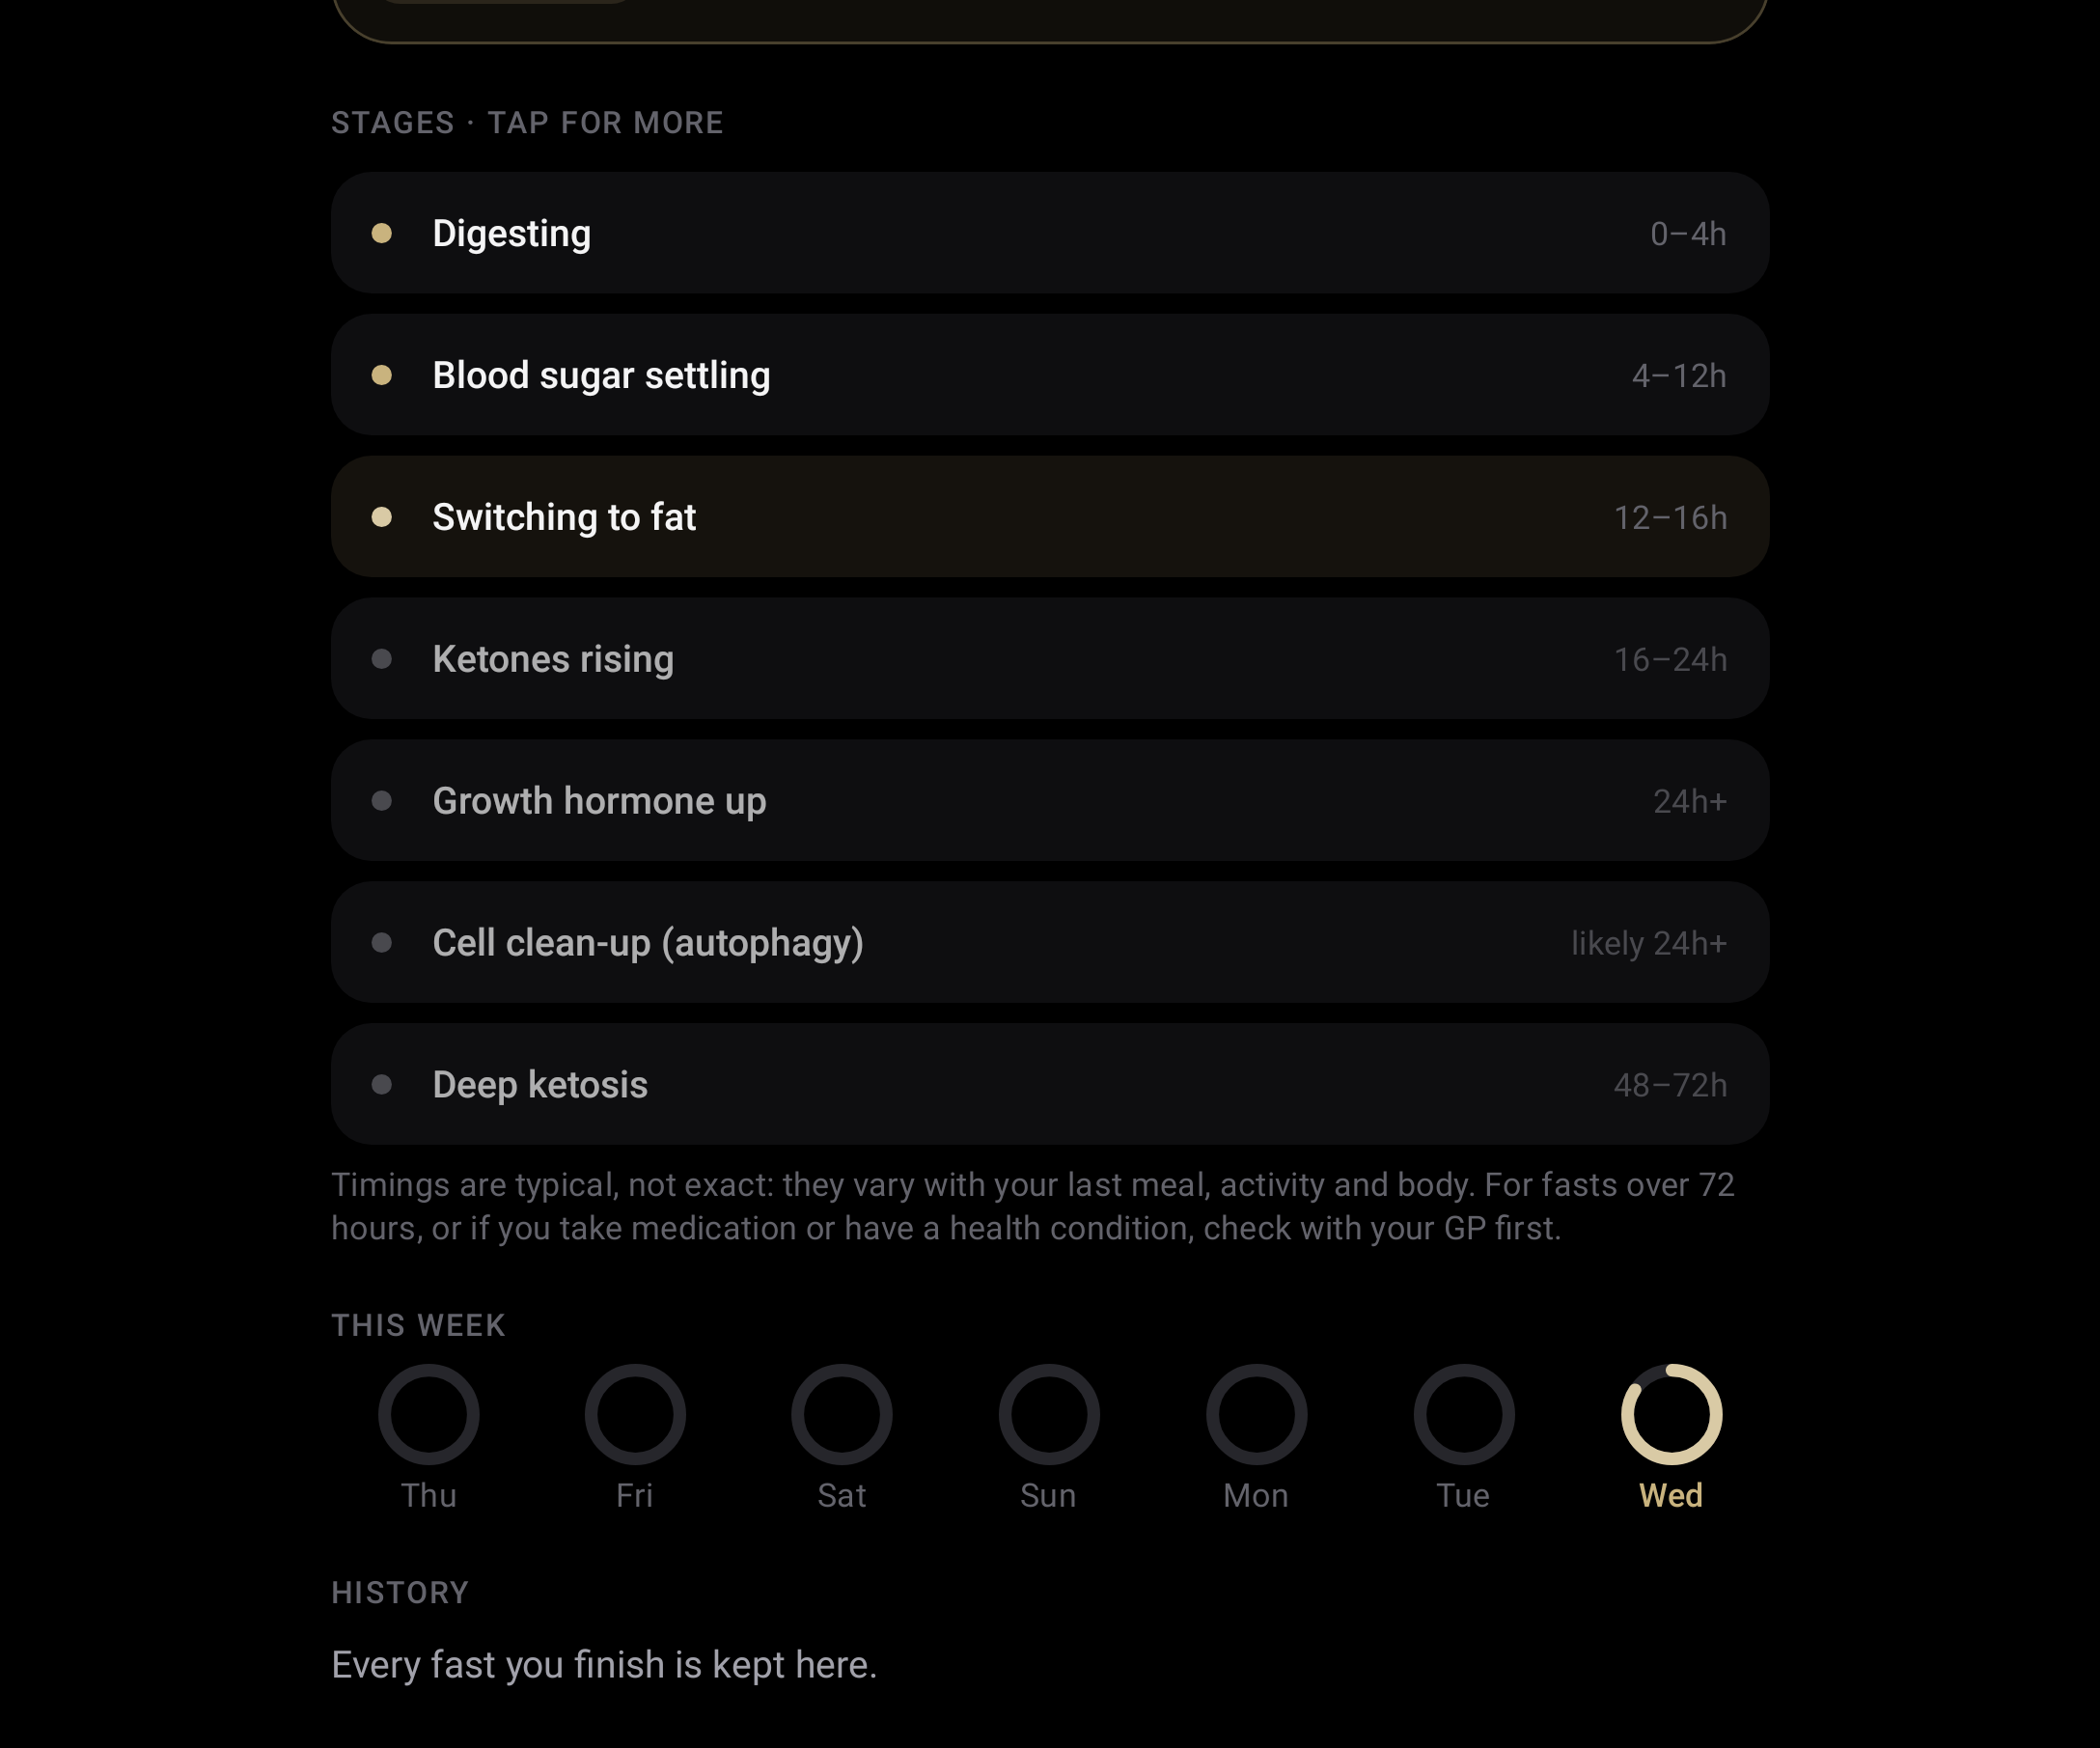 STAGES · TAP FOR MORE
Digesting 0–4h
Blood sugar settling 4–12h
Switching to fat 12–16h
Ketones rising 16–24h
Growth hormone up 24h+
Cell clean-up (autophagy) likely 24h+
Deep ketosis 48–72h
Timings are typical, not exact: they vary with your last meal, activity and body. For fasts over 72
hours, or if you take medication or have a health condition, check with your GP first.
THIS WEEK
Thu Fri Sat Sun Mon Tue Wed
HISTORY
Every fast you finish is kept here.